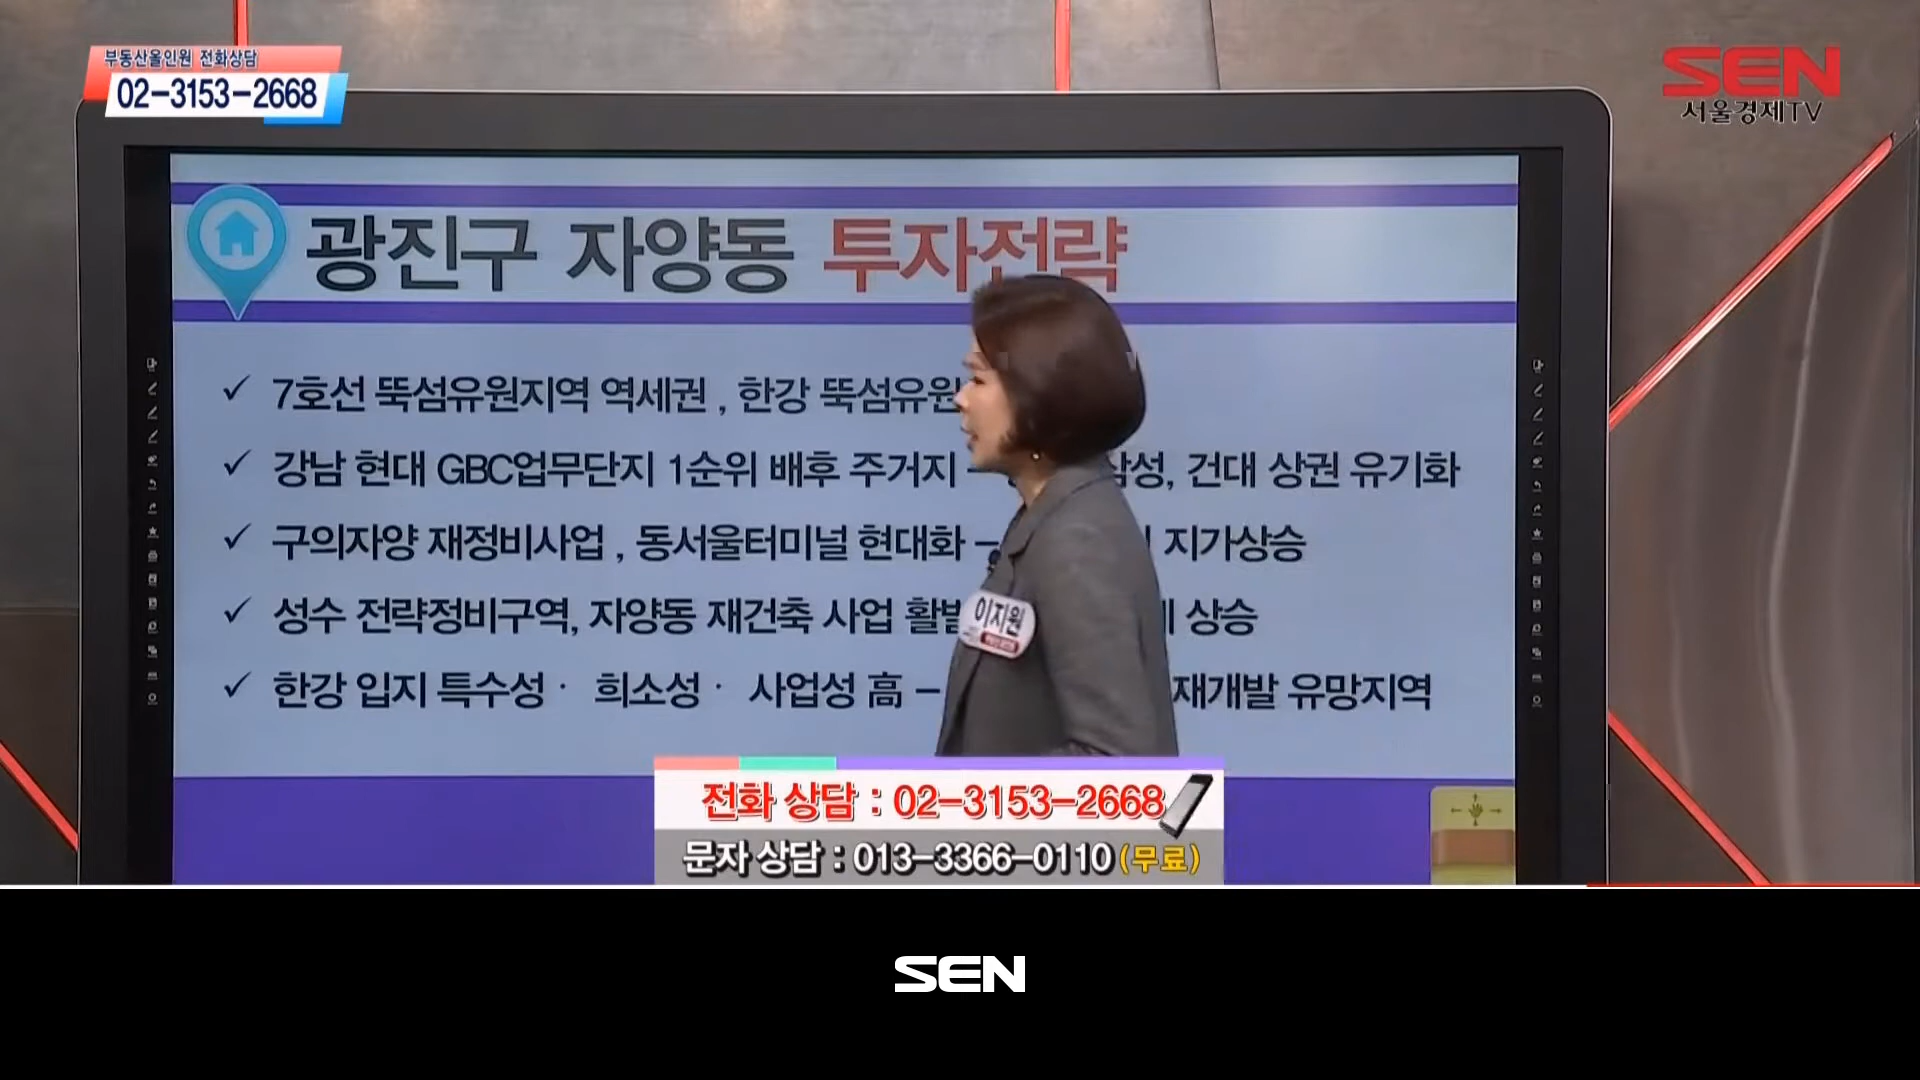 부동산올인원 전화상담
02-3153-2668
SEN
서울경제TV
광진구 자양동 투자전략
✓ 7호선 뚝섬유원지역 역세권 , 한강 뚝섬유원
✓ 강남 현대 GBC업무단지 1순위 배후 주거지 - 삼성, 건대 상권 유기화
✓ 구의자양 재정비사업 , 동서울터미널 현대화 - 지가상승
✓ 성수 전략정비구역, 자양동 재건축 사업 활발 상승
✓ 한강 입지 특수성· 희소성· 사업성 高 - 재개발 유망지역
이지원
전화 상담 : 02-3153-2668
문자 상담 : 013-3366-0110 (무료)
SEN